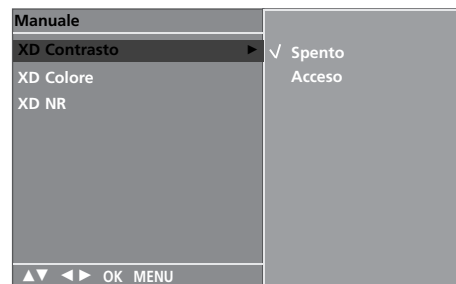 Manuale
XD Contrasto ►
√ Spento
XD Colore
Acceso
XD NR
▲▼ ◄► OK MENU